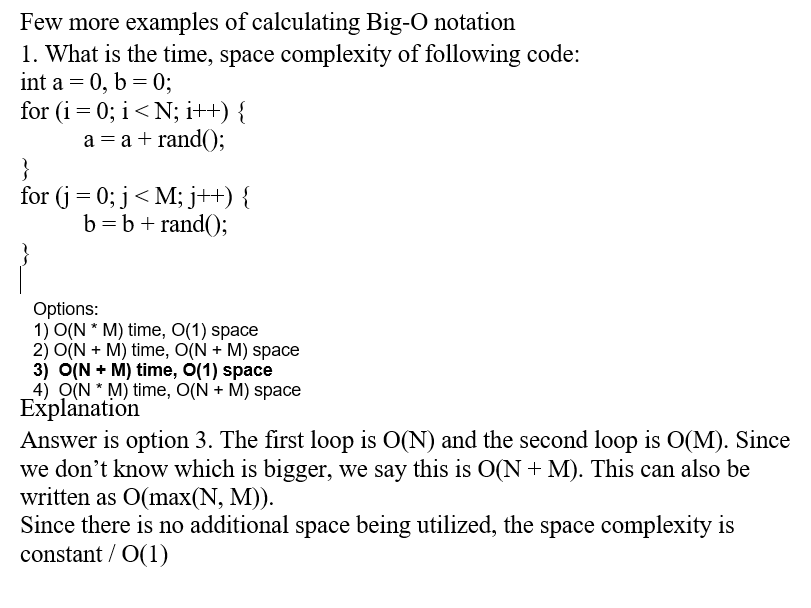 Few more examples of calculating Big-O notation
1. What is the time, space complexity of following code:
int a = 0, b = 0;
for (i = 0; i < N; i++) {
a = a + rand();
}
for (j = 0; j < M; j++) {
b = b + rand();
}
Options:
1) O(N * M) time, O(1) space
2) O(N + M) time, O(N + M) space
3) O(N + M) time, O(1) space
4) O(N * M) time, O(N + M) space
Explanation
Answer is option 3. The first loop is O(N) and the second loop is O(M). Since
we don’t know which is bigger, we say this is O(N + M). This can also be
written as O(max(N, M)).
Since there is no additional space being utilized, the space complexity is
constant / O(1)